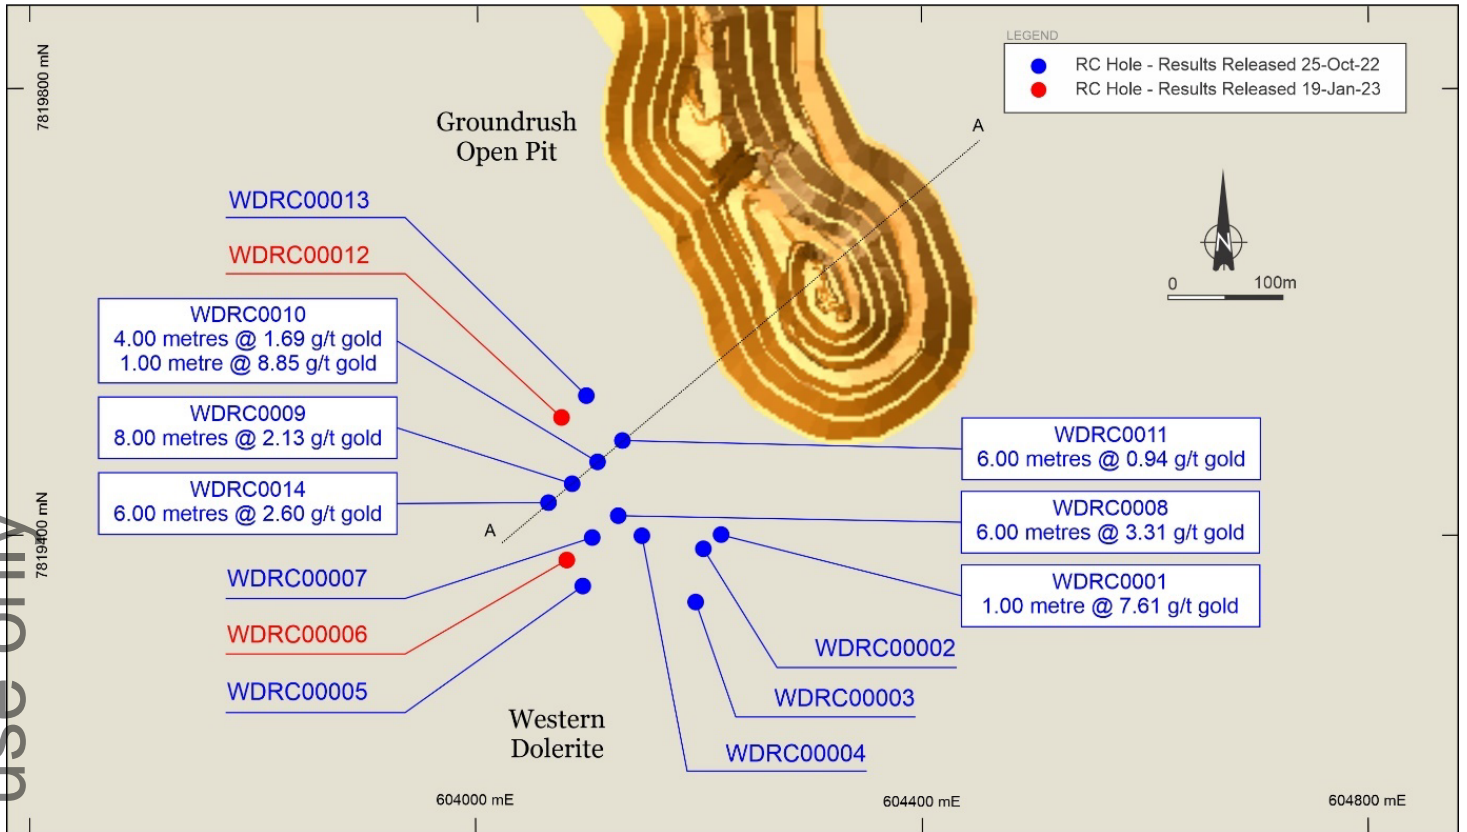 LEGEND
RC Hole - Results Released 25-Oct-22
RC Hole - Results Released 19-Jan-23
7819800 mN
Groundrush
Open Pit
A
N
0 100m
WDRC00013
WDRC00012
WDRC0010
4.00 metres @ 1.69 g/t gold
1.00 metre @ 8.85 g/t gold
WDRC0009
8.00 metres @ 2.13 g/t gold
WDRC0014
6.00 metres @ 2.60 g/t gold
A
7819400 mN
WDRC00007
WDRC00006
WDRC00005
WDRC0011
6.00 metres @ 0.94 g/t gold
WDRC0008
6.00 metres @ 3.31 g/t gold
WDRC0001
1.00 metre @ 7.61 g/t gold
WDRC00002
WDRC00003
WDRC00004
Western
Dolerite
604000 mE
604400 mE
604800 mE
use only